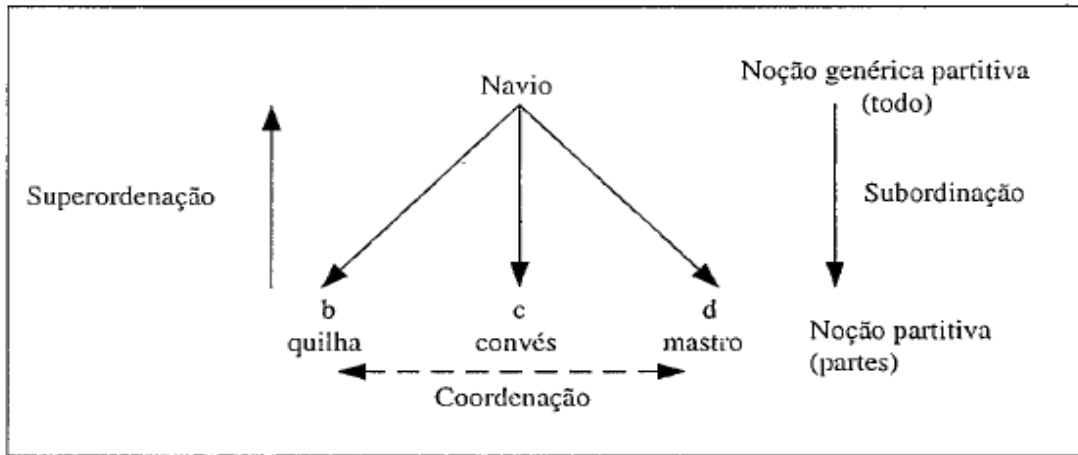 Navio
Noção genérica partitiva
(todo)
Superordenação
Subordinação
b
c
d
quilha
convés
mastro
Noção partitiva
(partes)
Coordenação